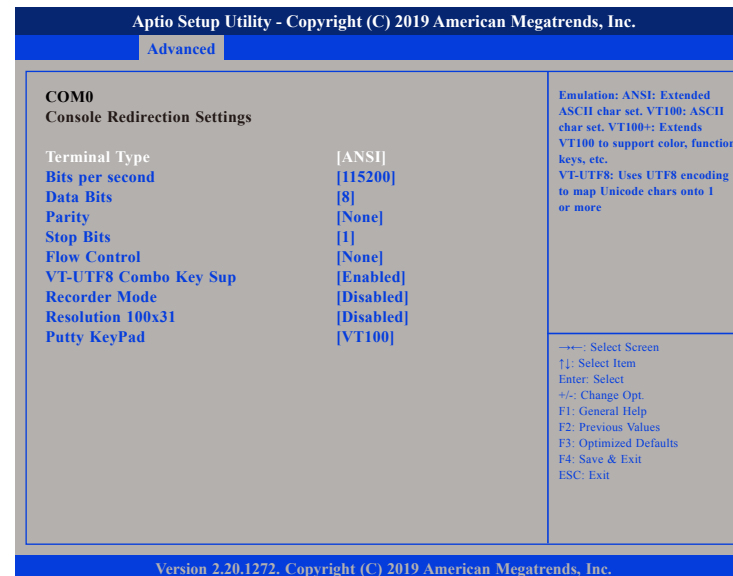 Aptio Setup Utility - Copyright (C) 2019 American Megatrends, Inc.
Advanced
COM0
Console Redirection Settings
Terminal Type [ANSI]
Bits per second [115200]
Data Bits [8]
Parity [None]
Stop Bits [1]
Flow Control [None]
VT-UTF8 Combo Key Sup [Enabled]
Recorder Mode [Disabled]
Resolution 100x31 [Disabled]
Putty KeyPad [VT100]
Emulation: ANSI: Extended
ASCII char set. VT100: ASCII
char set. VT100+: Extends
VT100 to support color, function
keys, etc.
VT-UTF8: Uses UTF8 encoding
to map Unicode chars onto 1
or more
→←: Select Screen
↑↓: Select Item
Enter: Select
+/-: Change Opt.
F1: General Help
F2: Previous Values
F3: Optimized Defaults
F4: Save & Exit
ESC: Exit
Version 2.20.1272. Copyright (C) 2019 American Megatrends, Inc.